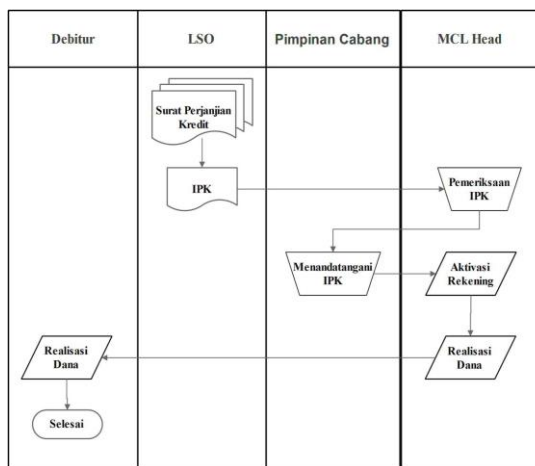 Debitur
LSO
Pimpinan Cabang
MCL Head
Surat Perjanjian
Kredit
IPK
Pemeriksaan
IPK
Menandatangani
IPK
Aktivasi
Rekening
Realisasi
Dana
Realisasi
Dana
Selesai